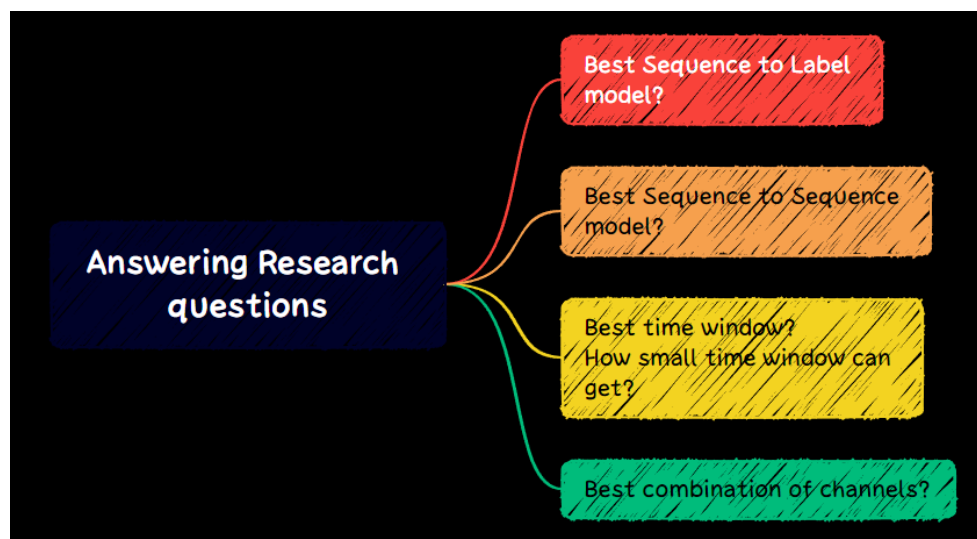 Answering Research
questions
Best Sequence to Label
model?
Best Sequence to Sequence
model?
Best time window?
How small time window can
get?
Best combination of channels?